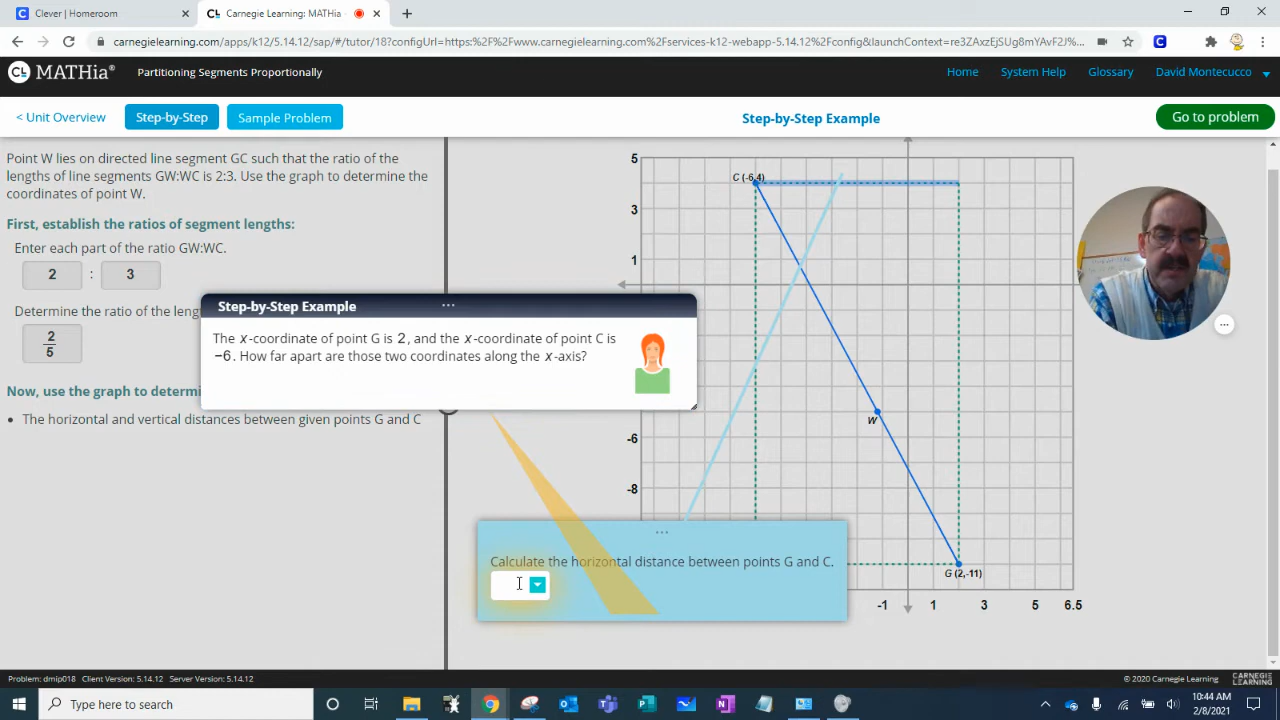 Clever | Homeroom
Carnegie Learning: MATHia -
carnegielearning.com/apps/k12/5.14.12/sap/#/tutor/18?configUrl=https:%2F%2Fwww.carnegielearning.com%2Fservices-k12-webapp-5.14.12%2Fconfig&launchContext=re3ZAxzEjSUg8mYAvF2J%...
CL MATHia®
Partitioning Segments Proportionally
Home
System Help
Glossary
David Montecucco
< Unit Overview
Step-by-Step
Sample Problem
Step-by-Step Example
Go to problem
Point W lies on directed line segment GC such that the ratio of the
lengths of line segments GW:WC is 2:3. Use the graph to determine the
coordinates of point W.
First, establish the ratios of segment lengths:
Enter each part of the ratio GW:WC.
2 : 3
Determine the ratio of the leng
2
5
Now, use the graph to determi
• The horizontal and vertical distances between given points G and C
Step-by-Step Example
The x-coordinate of point G is 2, and the x-coordinate of point C is
−6. How far apart are those two coordinates along the x-axis?
5
C (-6,4)
3
1
-6
W
-8
G (2,-11)
-1 1 3 5 6.5
Calculate the horizontal distance between points G and C.
Problem: dmip018 Client Version: 5.14.12 Server Version: 5.14.12
© 2020 Carnegie Learning
CARNEGIE
LEARNING
Type here to search
10:44 AM
2/8/2021